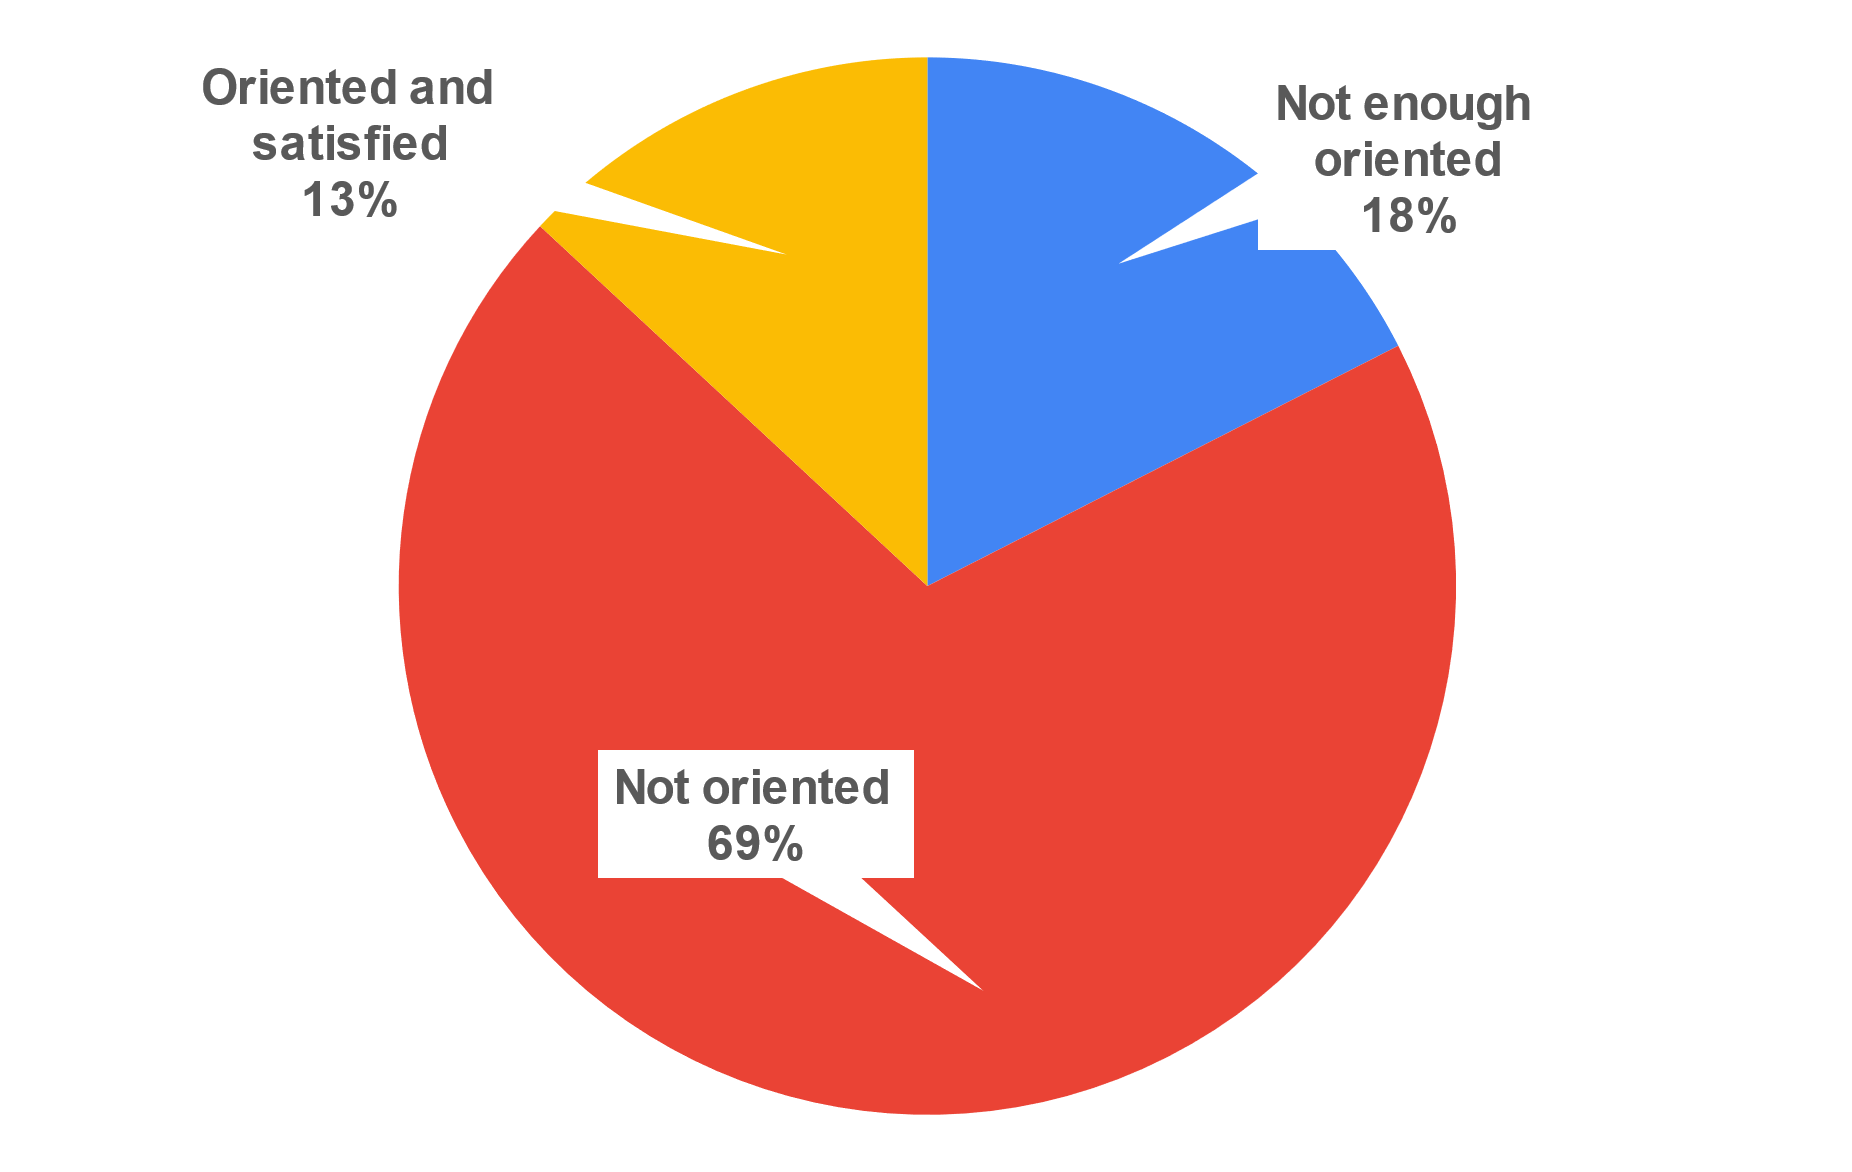 Oriented and
satisfied
13%
Not enough
oriented
18%
Not oriented
69%